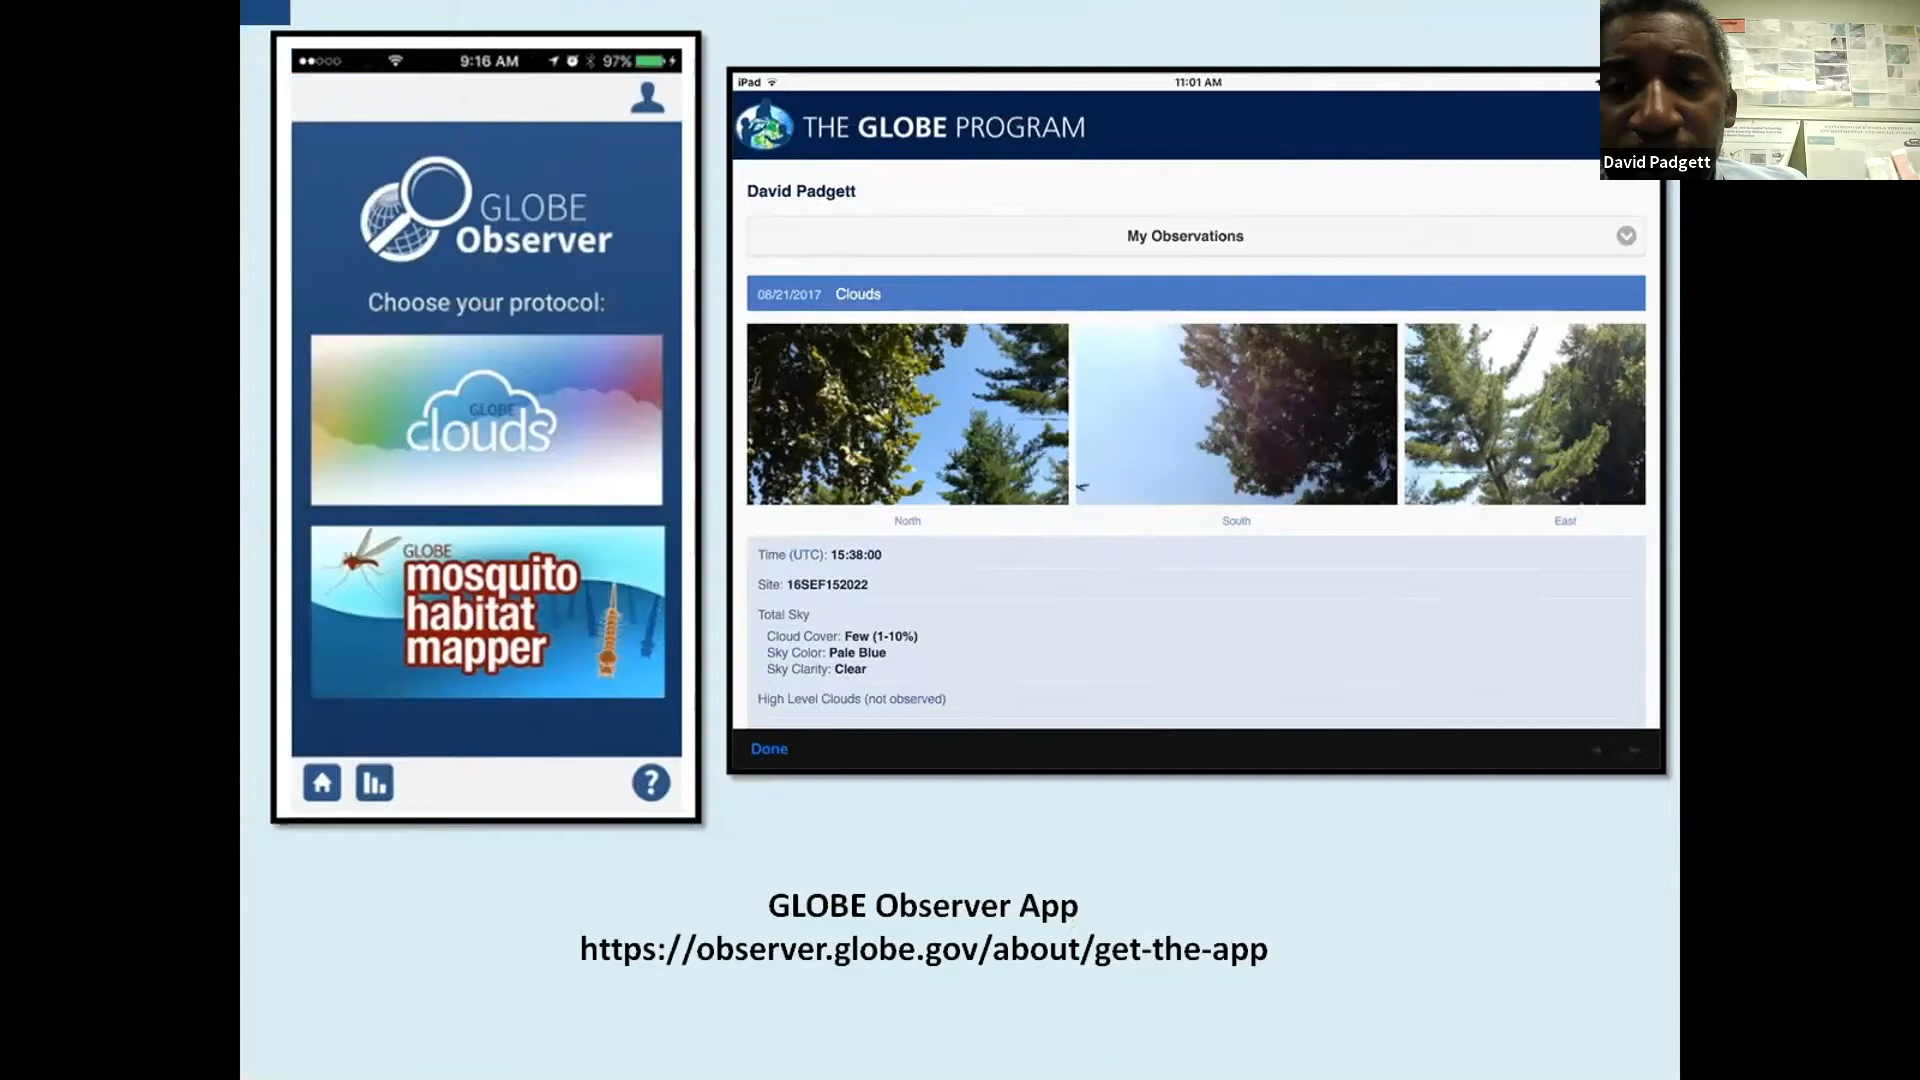 9:16 AM
97%
GLOBE
Observer
Choose your protocol:
GLOBE
clouds
GLOBE
mosquito
habitat
mapper
iPad
11:01 AM
THE GLOBE PROGRAM
David Padgett
My Observations
08/21/2017 Clouds
North
South
East
Time (UTC): 15:38:00
Site: 16SEF152022
Total Sky
Cloud Cover: Few (1-10%)
Sky Color: Pale Blue
Sky Clarity: Clear
High Level Clouds (not observed)
Done
GLOBE Observer App
https://observer.globe.gov/about/get-the-app
David Padgett